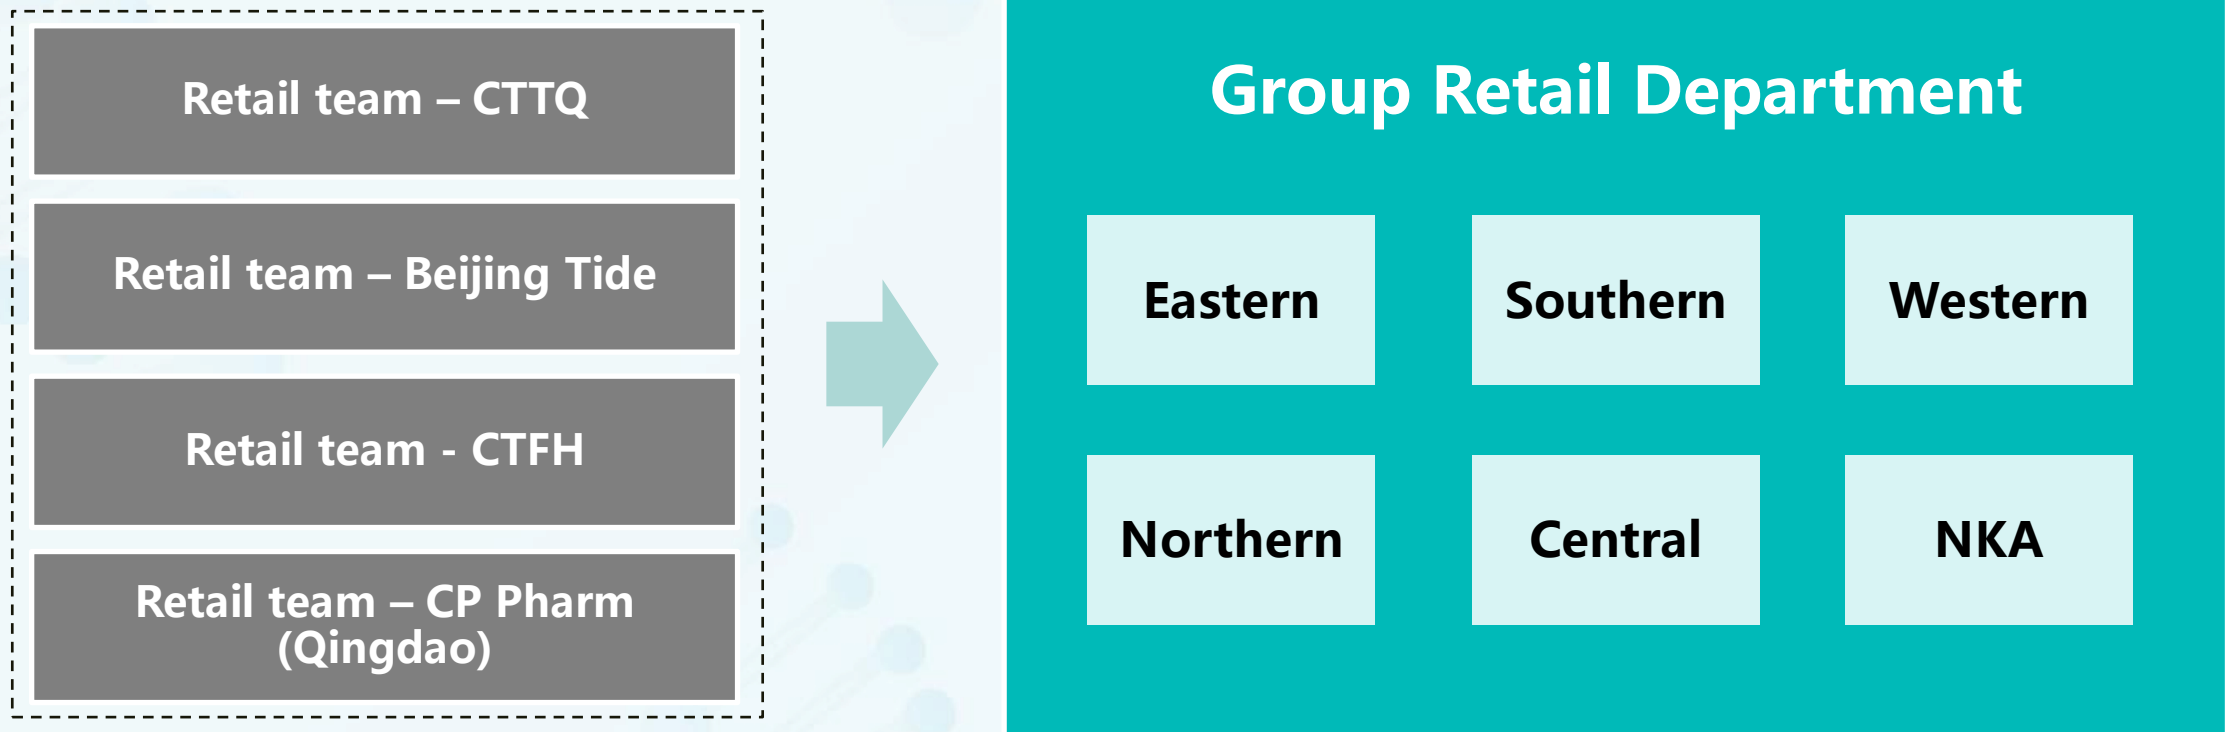 Retail team – CTTQ
Retail team – Beijing Tide
Retail team - CTFH
Retail team – CP Pharm
(Qingdao)
Group Retail Department
Eastern
Southern
Western
Northern
Central
NKA